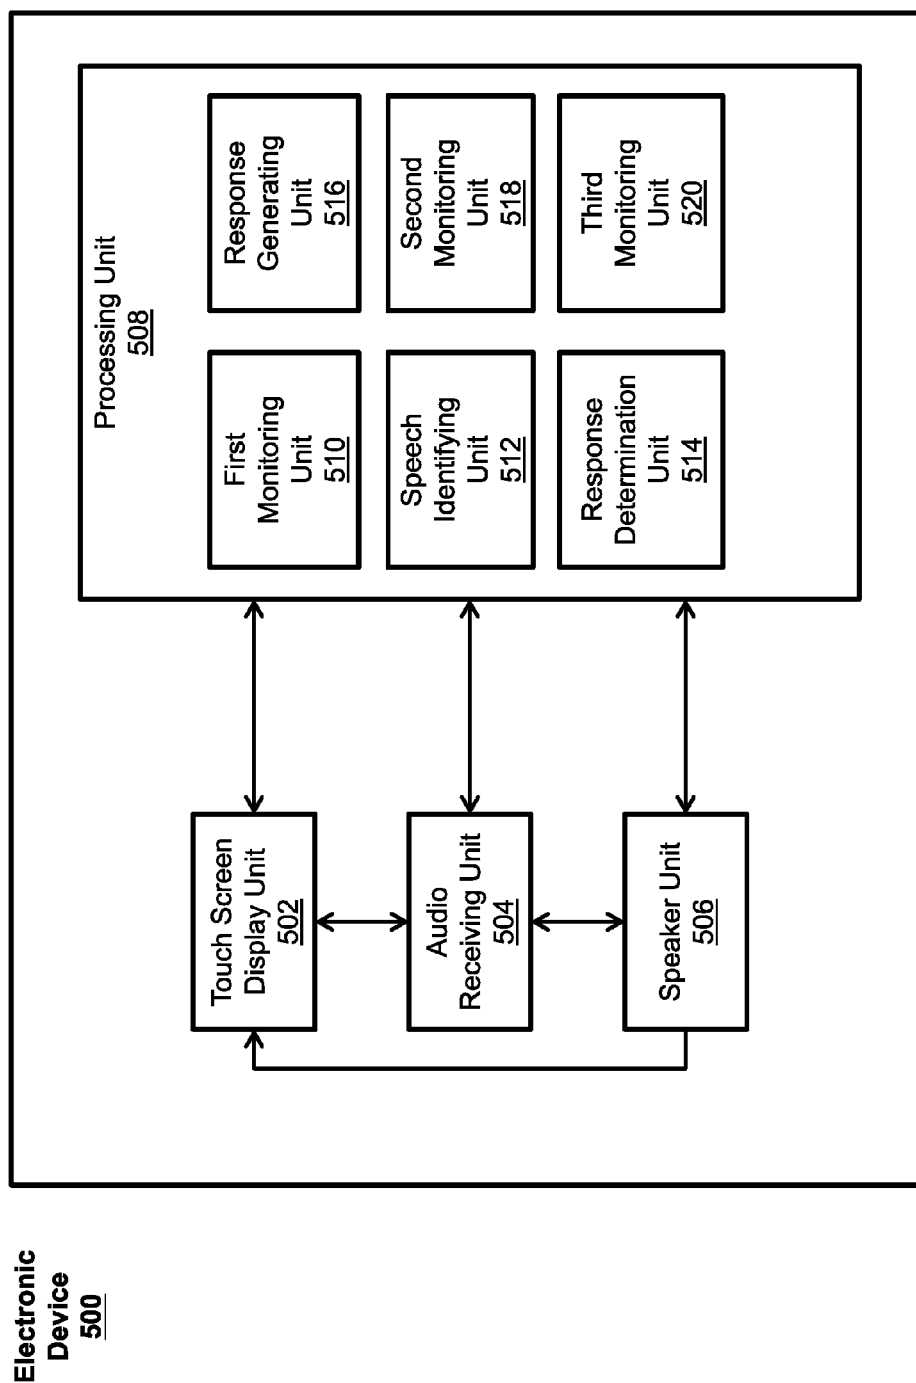 Electronic
Device
500
Touch Screen
Display Unit
502
Audio
Receiving Unit
504
Speaker Unit
506
Processing Unit
508
First
Monitoring
Unit
510
Response
Generating
Unit
516
Speech
Identifying
Unit
512
Second
Monitoring
Unit
518
Response
Determination
Unit
514
Third
Monitoring
Unit
520